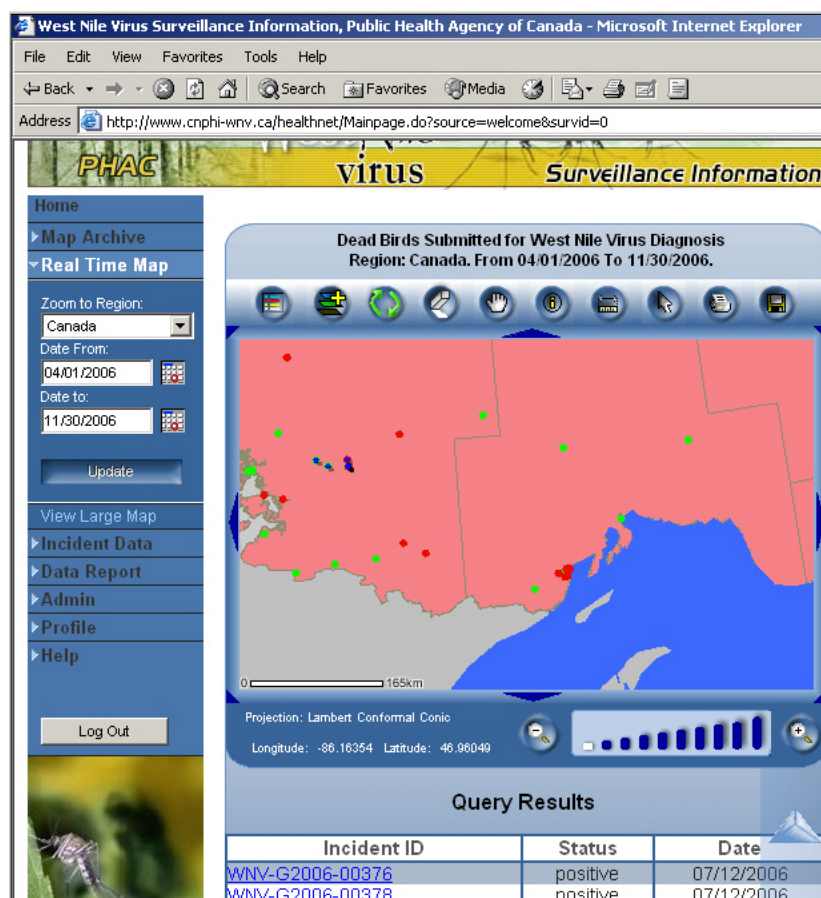 West Nile Virus Surveillance Information, Public Health Agency of Canada - Microsoft Internet Explorer
File Edit View Favorites Tools Help
Back Search Favorites Media
Address http://www.cnphi-wnv.ca/healthnet/Mainpage.do?source=welcome&survid=0
PHAC virus Surveillance Information
Home
Map Archive
Real Time Map
Zoom to Region:
Canada
Date From:
04/01/2006
Date to:
11/30/2006
Update
View Large Map
Incident Data
Data Report
Admin
Profile
Help
Log Out
Dead Birds Submitted for West Nile Virus Diagnosis
Region: Canada. From 04/01/2006 To 11/30/2006.
0 165km
Projection: Lambert Conformal Conic
Longitude: -86.16354 Latitude: 46.96049
Query Results
Incident ID Status Date
WNV-G2006-00376 positive 07/12/2006
WNV-G2006-00378 positive 07/12/2006